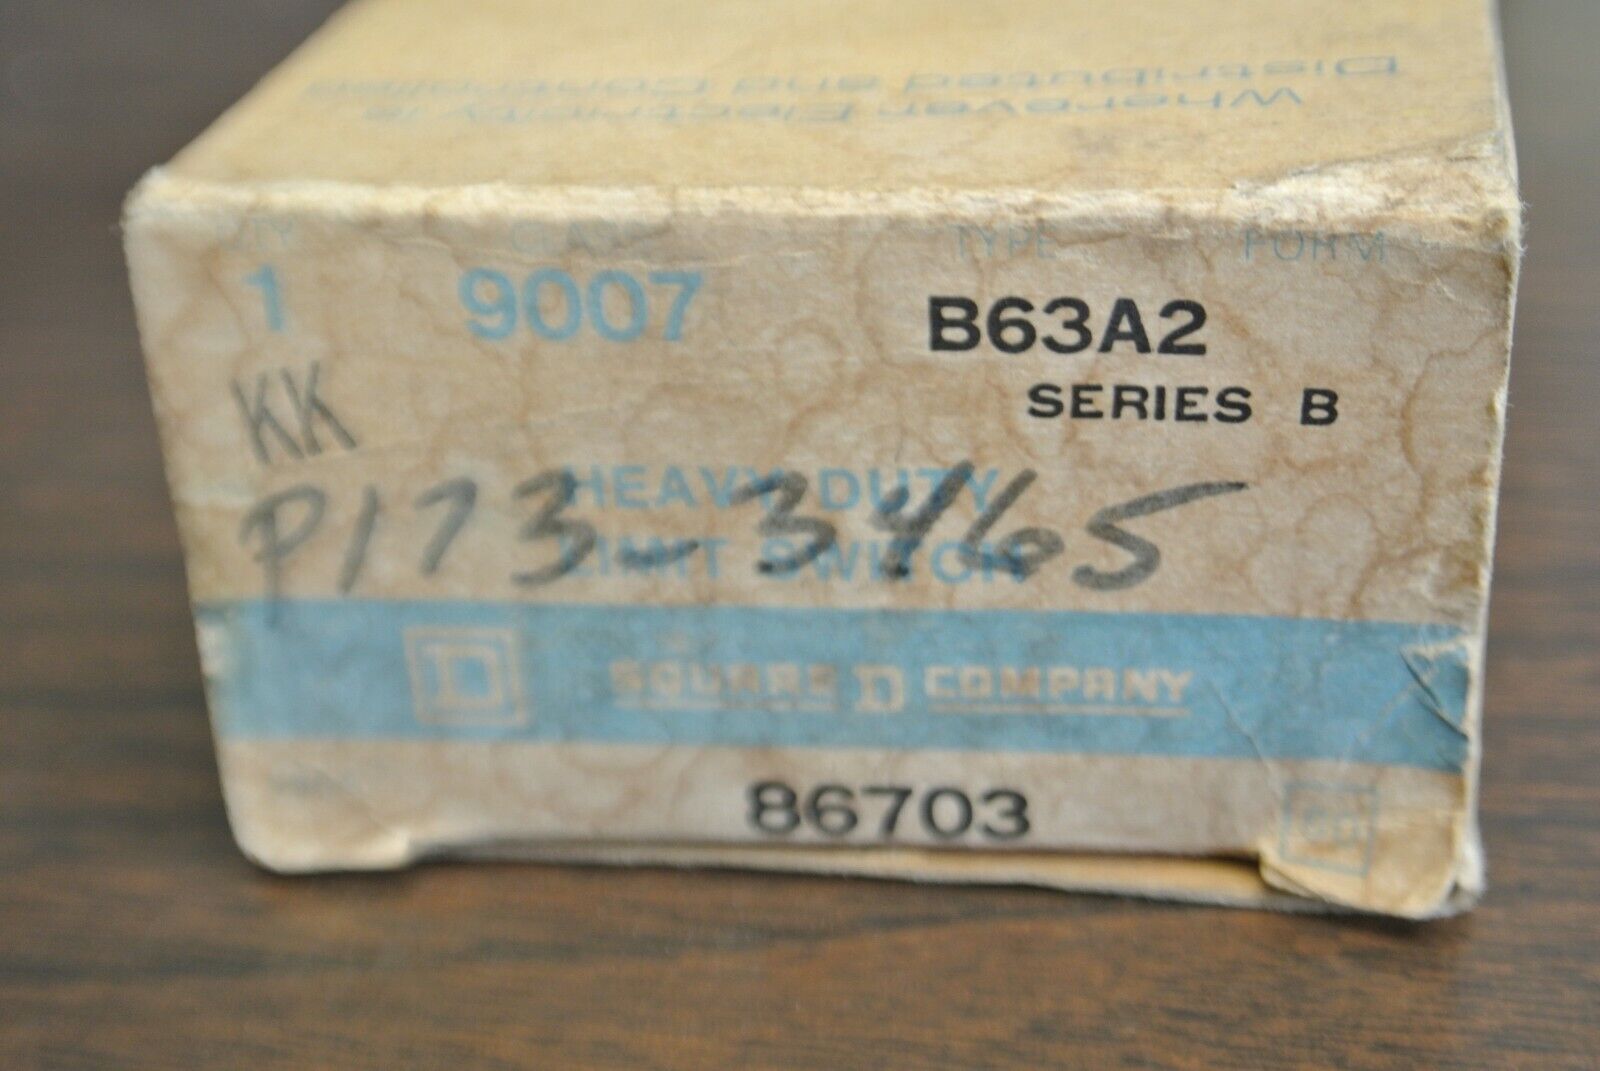 Wherever Electricity is
Distributed and Controlled
QTY CLASS TYPE FORM
1 9007 B63A2
SERIES B
KK
HEAVY DUTY
P173-3465
LIMIT SWITCH
D SQUARE D COMPANY
86703